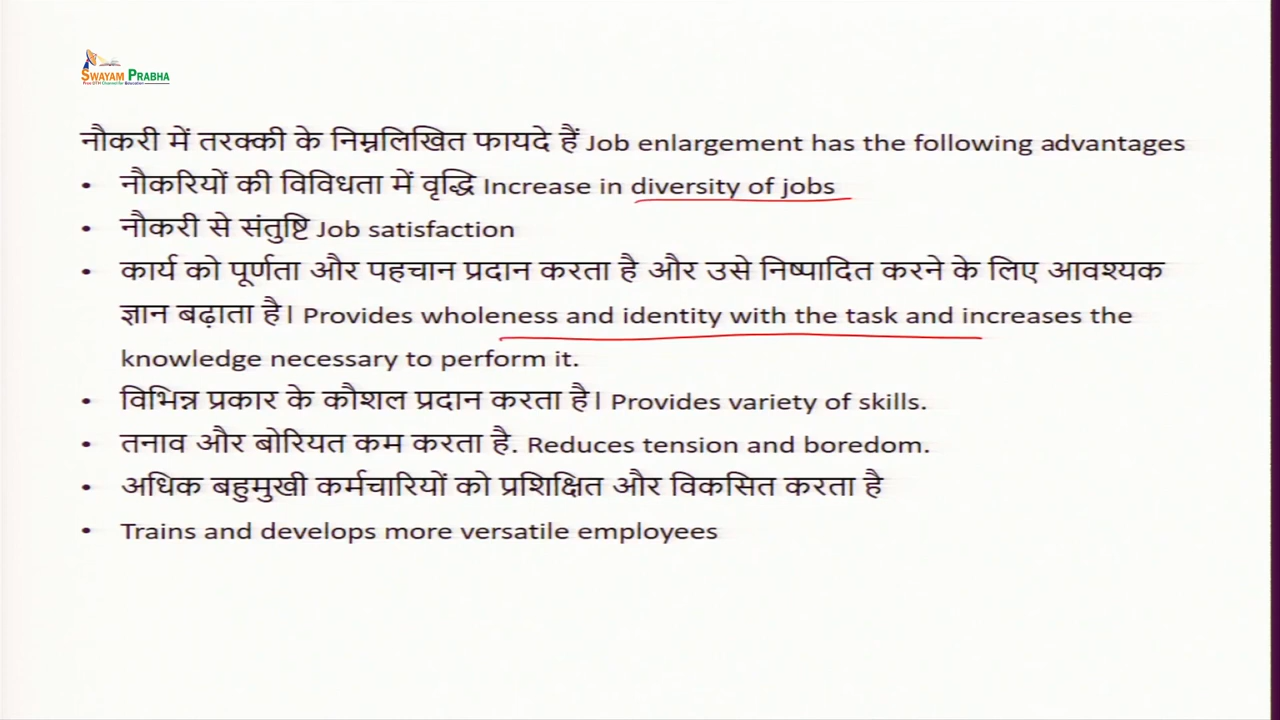 SWAYAM PRABHA
नौकरी में तरक्की के निम्नलिखित फायदे हैं Job enlargement has the following advantages
• नौकरियों की विविधता में वृद्धि Increase in diversity of jobs
• नौकरी से संतुष्टि Job satisfaction
• कार्य को पूर्णता और पहचान प्रदान करता है और उसे निष्पादित करने के लिए आवश्यक
ज्ञान बढ़ाता है। Provides wholeness and identity with the task and increases the
knowledge necessary to perform it.
• विभिन्न प्रकार के कौशल प्रदान करता है। Provides variety of skills.
• तनाव और बोरियत कम करता है. Reduces tension and boredom.
• अधिक बहुमुखी कर्मचारियों को प्रशिक्षित और विकसित करता है
• Trains and develops more versatile employees